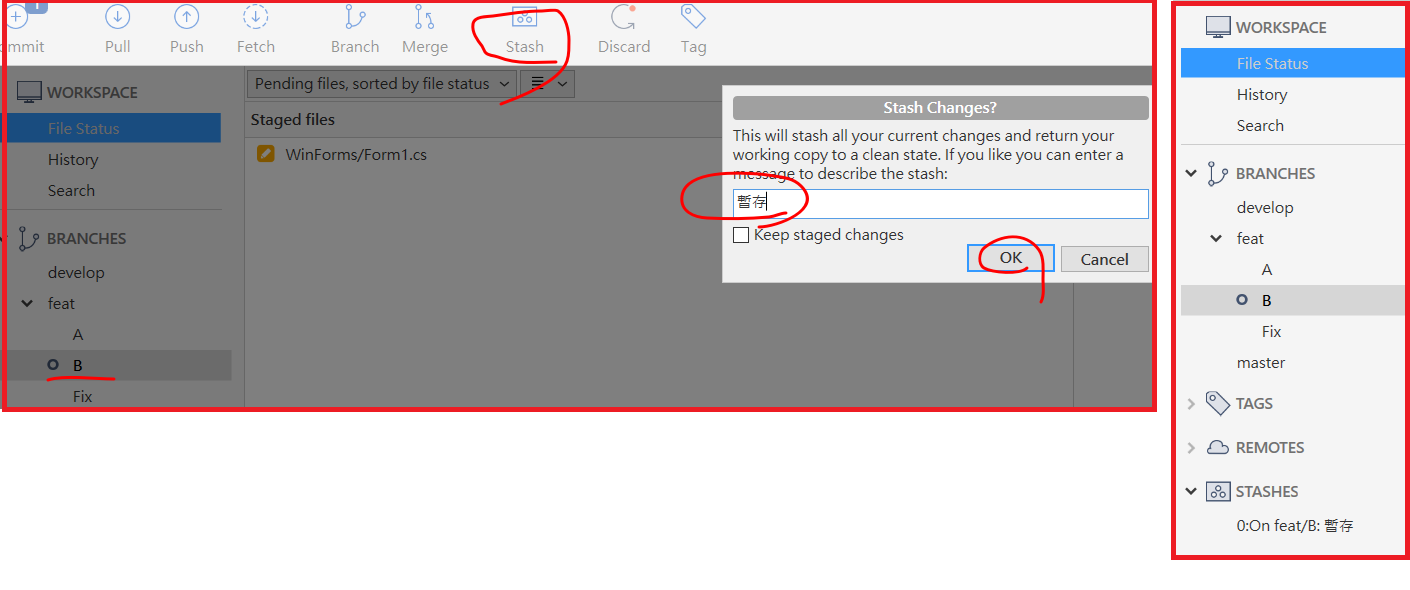 1
ommit Pull Push Fetch Branch Merge Stash Discard Tag
WORKSPACE
File Status
History
Search
BRANCHES
develop
feat
A
B
Fix
Pending files, sorted by file status
Staged files
WinForms/Form1.cs
Stash Changes?
This will stash all your current changes and return your
working copy to a clean state. If you like you can enter a
message to describe the stash:
暫存
Keep staged changes
OK Cancel
WORKSPACE
File Status
History
Search
BRANCHES
develop
feat
A
B
Fix
master
TAGS
REMOTES
STASHES
0:On feat/B: 暫存